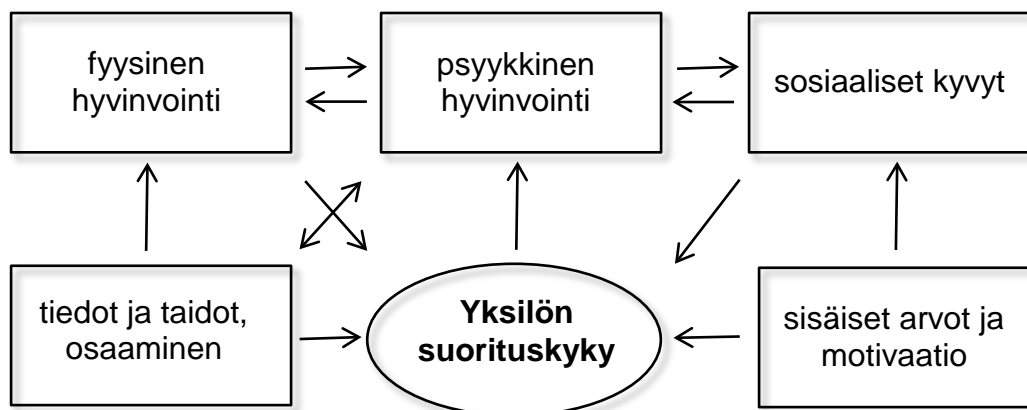 fyysinen
hyvinvointi
psyykkinen
hyvinvointi
sosiaaliset kyvyt
tiedot ja taidot,
osaaminen
Yksilön
suorituskyky
sisäiset arvot ja
motivaatio